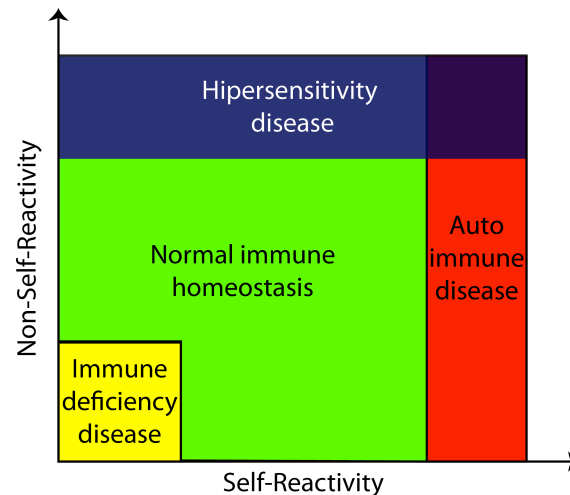 Hipersensitivity
disease
Non-Self-Reactivity
Normal immune
homeostasis
Auto
immune
disease
Immune
deficiency
disease
Self-Reactivity